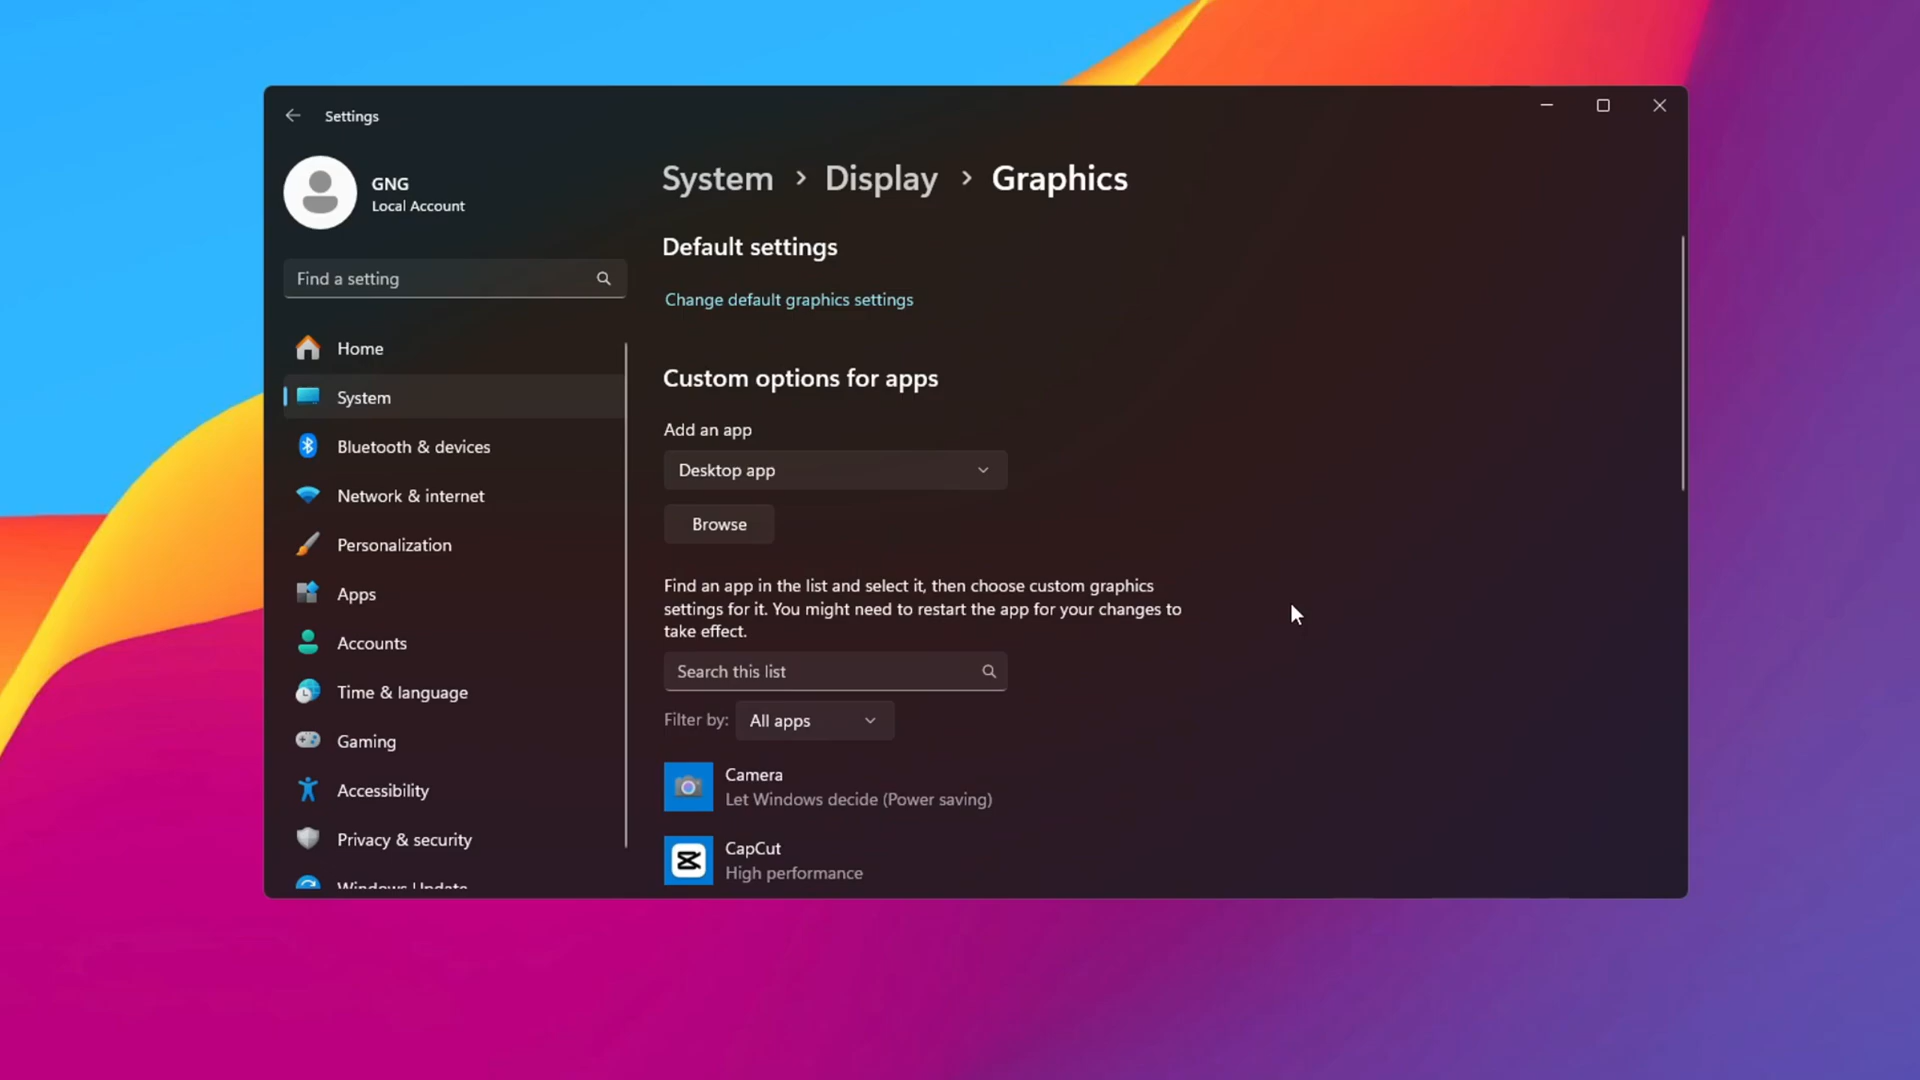 Settings
GNG
Local Account
Find a setting
Home
System
Bluetooth & devices
Network & internet
Personalization
Apps
Accounts
Time & language
Gaming
Accessibility
Privacy & security
Windows Update
System > Display > Graphics
Default settings
Change default graphics settings
Custom options for apps
Add an app
Desktop app
Browse
Find an app in the list and select it, then choose custom graphics
settings for it. You might need to restart the app for your changes to
take effect.
Search this list
Filter by: All apps
Camera
Let Windows decide (Power saving)
CapCut
High performance